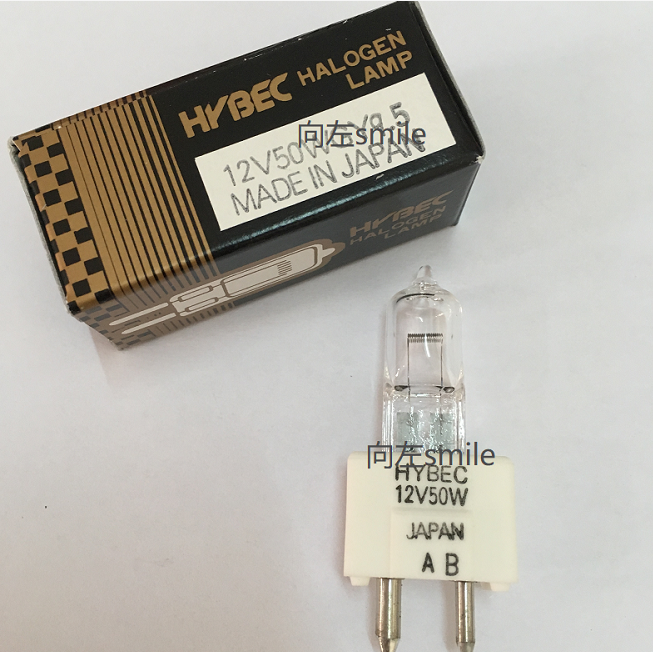 HYBEC HALOGEN
LAMP
向左smile
12V50W GY9.5
MADE IN JAPAN
HYBEC
HALOGEN
LAMP
向左smile
HYBEC
12V50W
JAPAN
A B